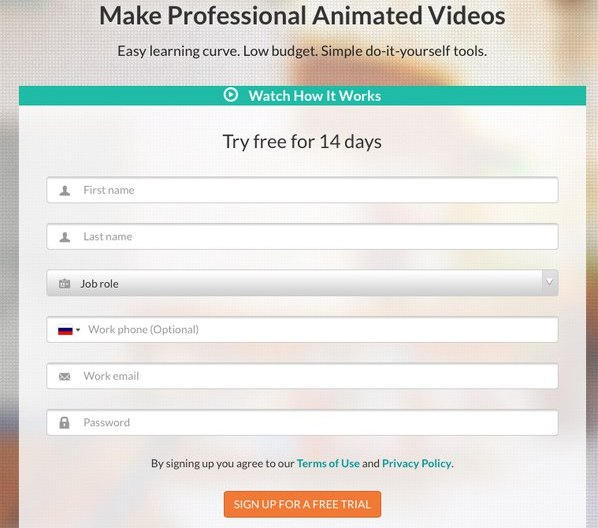 Make Professional Animated Videos
Easy learning curve. Low budget. Simple do-it-yourself tools.
Watch How It Works
Try free for 14 days
First name
Last name
Job role
Work phone (Optional)
Work email
Password
By signing up you agree to our Terms of Use and Privacy Policy.
SIGN UP FOR A FREE TRIAL